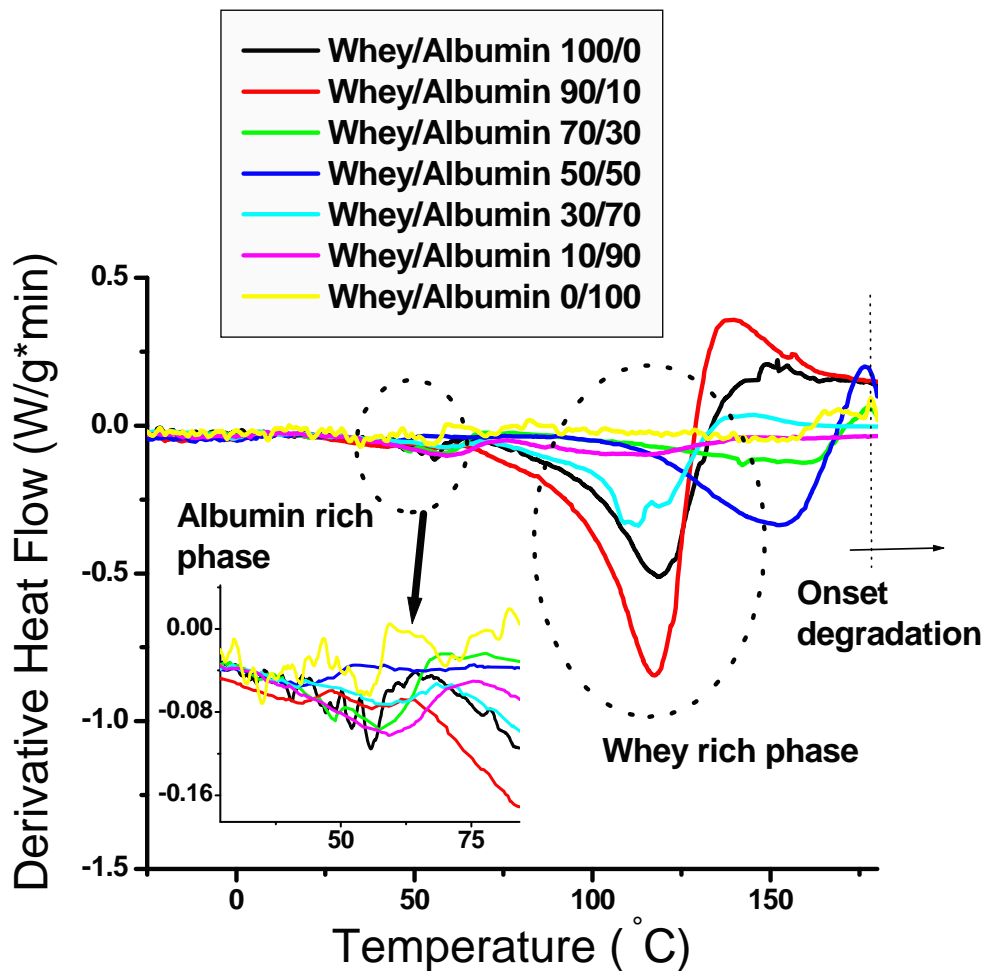 Whey/Albumin 100/0
Whey/Albumin 90/10
Whey/Albumin 70/30
Whey/Albumin 50/50
Whey/Albumin 30/70
Whey/Albumin 10/90
Whey/Albumin 0/100
Derivative Heat Flow (W/g*min)
0.5
0.0
-0.5
-1.0
-1.5
Albumin rich
phase
Onset
degradation
Whey rich phase
0.00
-0.08
-0.16
50
75
0
50
100
150
Temperature (°C)